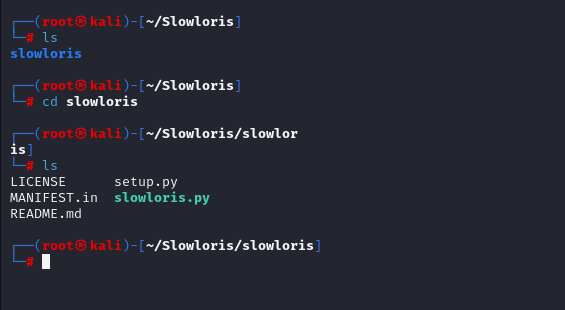 ┌──(root㉿kali)-[~/Slowloris]
└─# ls
slowloris
┌──(root㉿kali)-[~/Slowloris]
└─# cd slowloris
┌──(root㉿kali)-[~/Slowloris/slowlor
is]
└─# ls
LICENSE      setup.py
MANIFEST.in  slowloris.py
README.md
┌──(root㉿kali)-[~/Slowloris/slowloris]
└─#